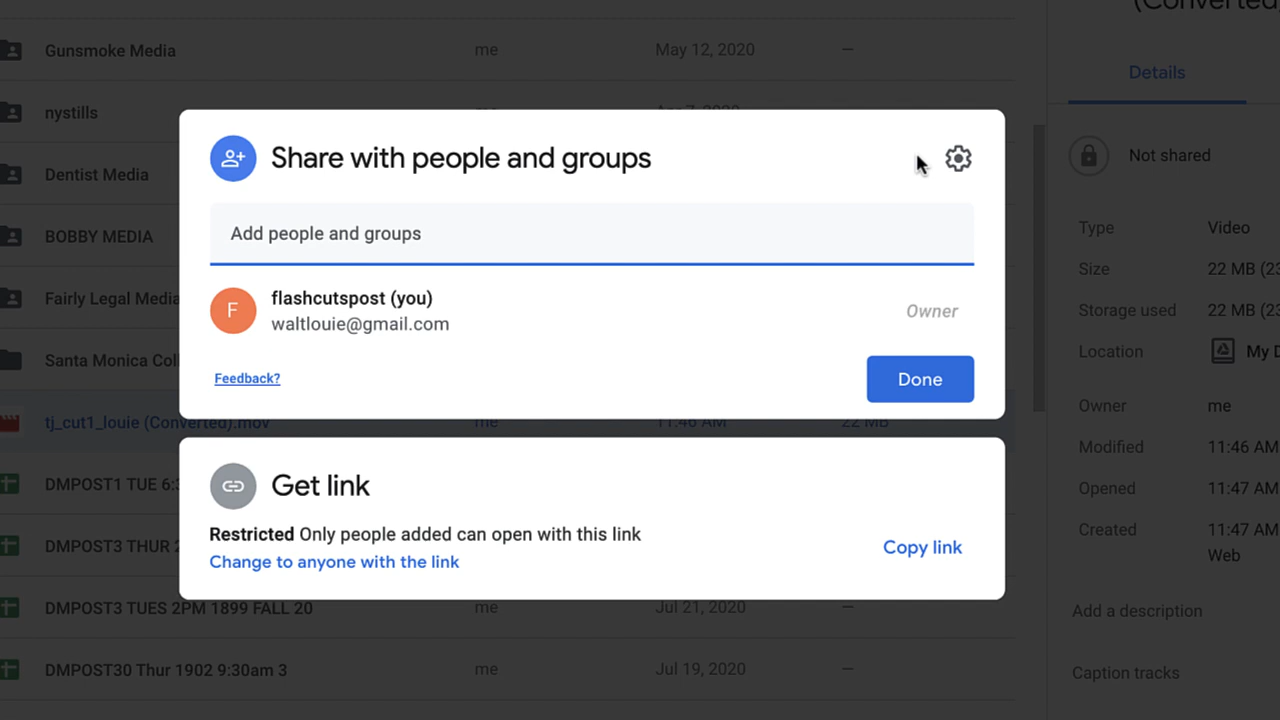 (Converted
Gunsmoke Media me May 12, 2020 —
Details
nystills
Share with people and groups
Not shared
Dentist Media
Add people and groups
Type Video
BOBBY MEDIA
Size 22 MB (23
flashcutspost (you)
Fairly Legal Media
waltlouie@gmail.com
Owner
Storage used 22 MB (23
Location My D
Santa Monica Col
Feedback?
Done
Owner me
tj_cut1_louie (Converted).mov me 11:46 AM 22 MB
Modified 11:46 AM
Get link
DMPOST1 TUE 6:3
Opened 11:47 AM
Restricted Only people added can open with this link
Created 11:47 AM
Web
DMPOST3 THUR 2
Copy link
Change to anyone with the link
DMPOST3 TUES 2PM 1899 FALL 20 me Jul 21, 2020 —
Add a description
DMPOST30 Thur 1902 9:30am 3 me Jul 19, 2020 —
Caption tracks